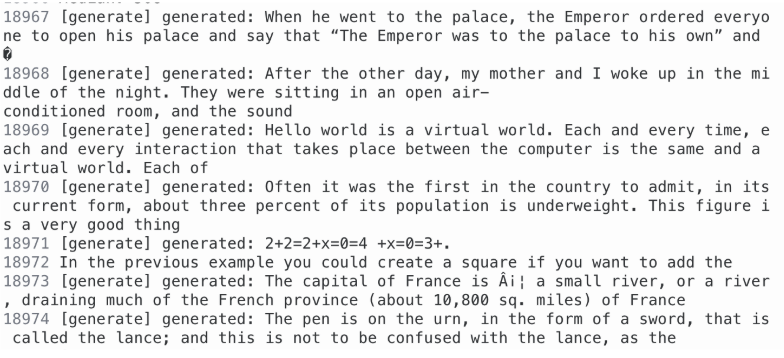 18967 [generate] generated: When he went to the palace, the Emperor ordered everyo
ne to open his palace and say that “The Emperor was to the palace to his own” and
�
18968 [generate] generated: After the other day, my mother and I woke up in the mi
ddle of the night. They were sitting in an open air-
conditioned room, and the sound
18969 [generate] generated: Hello world is a virtual world. Each and every time, e
ach and every interaction that takes place between the computer is the same and a
virtual world. Each of
18970 [generate] generated: Often it was the first in the country to admit, in its
current form, about three percent of its population is underweight. This figure i
s a very good thing
18971 [generate] generated: 2+2=2+x=0=4 +x=0=3+.
18972 In the previous example you could create a square if you want to add the
18973 [generate] generated: The capital of France is Â¡¦ a small river, or a river
, draining much of the French province (about 10,800 sq. miles) of France
18974 [generate] generated: The pen is on the urn, in the form of a sword, that is
called the lance; and this is not to be confused with the lance, as the